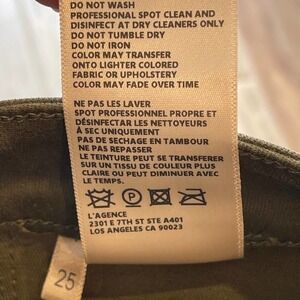 DO NOT WASH
PROFESSIONAL SPOT CLEAN AND
DISINFECT AT DRY CLEANERS ONLY
DO NOT TUMBLE DRY
DO NOT IRON
COLOR MAY TRANSFER
ONTO LIGHTER COLORED
FABRIC OR UPHOLSTERY
COLOR MAY FADE OVER TIME
NE PAS LES LAVER
SPOT PROFESSIONNEL PROPRE ET
DÉSINFECTAR LES NETTOYEURS
À SEC UNIQUEMENT
PAS DE SÉCHAGE EN TAMBOUR
NE PAS REPASSER
LE TEINTURE PEUT SE TRANSFERER
SUR UN TISSU DE COULEUR PLUS
CLAIRE OU PEUT DIMINUER AVEC
LE TEMPS.
P
L'AGENCE
2301 E 7TH ST STE A401
LOS ANGELES CA 90023
25